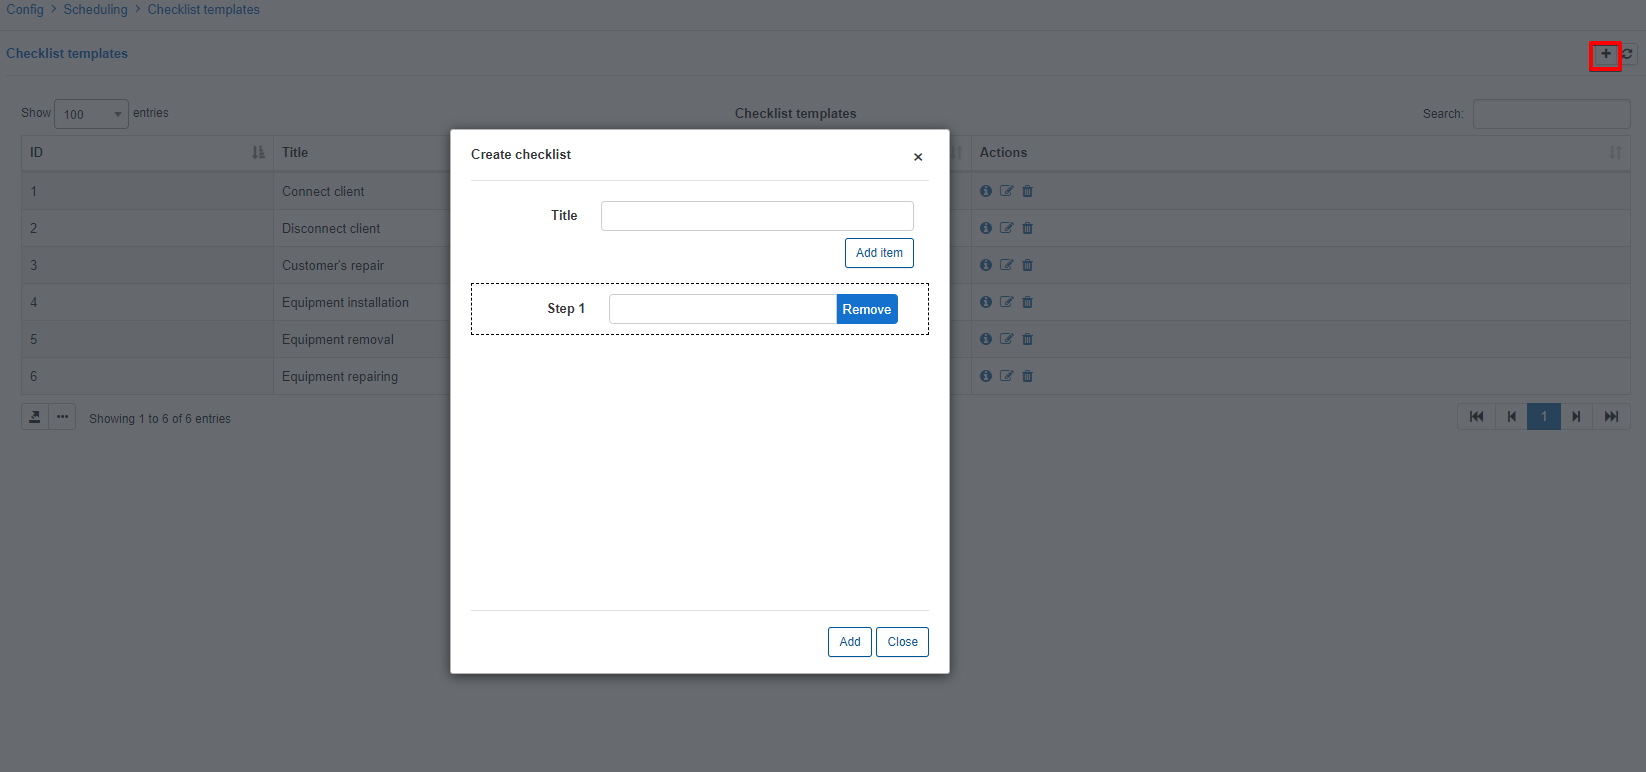 Config > Scheduling > Checklist templates
Checklist templates
Show 100 entries
Checklist templates
Search:
ID Title Actions
1 Connect client
2 Disconnect client
3 Customer's repair
4 Equipment installation
5 Equipment removal
6 Equipment repairing
Showing 1 to 6 of 6 entries
1
Create checklist ×
Title
Add item
Step 1 Remove
Add Close